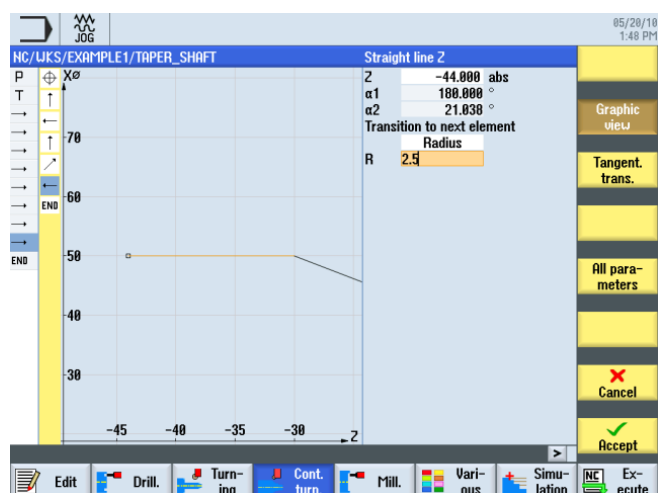 05/20/10
JOG
1:48 PM
NC/WKS/EXAMPLE1/TAPER_SHAFT
Straight line Z
P
XØ
Z -44.000 abs
T
α1 180.000 °
α2 21.038 °
Graphic
view
Transition to next element
-70
Radius
R 2.5
Tangent.
trans.
-60
END
-50
END
All para-
meters
-40
-30
Cancel
-45 -40 -35 -30 Z
Accept
>
Edit
Drill.
Turn-
ing
Cont.
turn.
Mill.
Vari-
ous
Simu-
lation
NC
Ex-
ecute